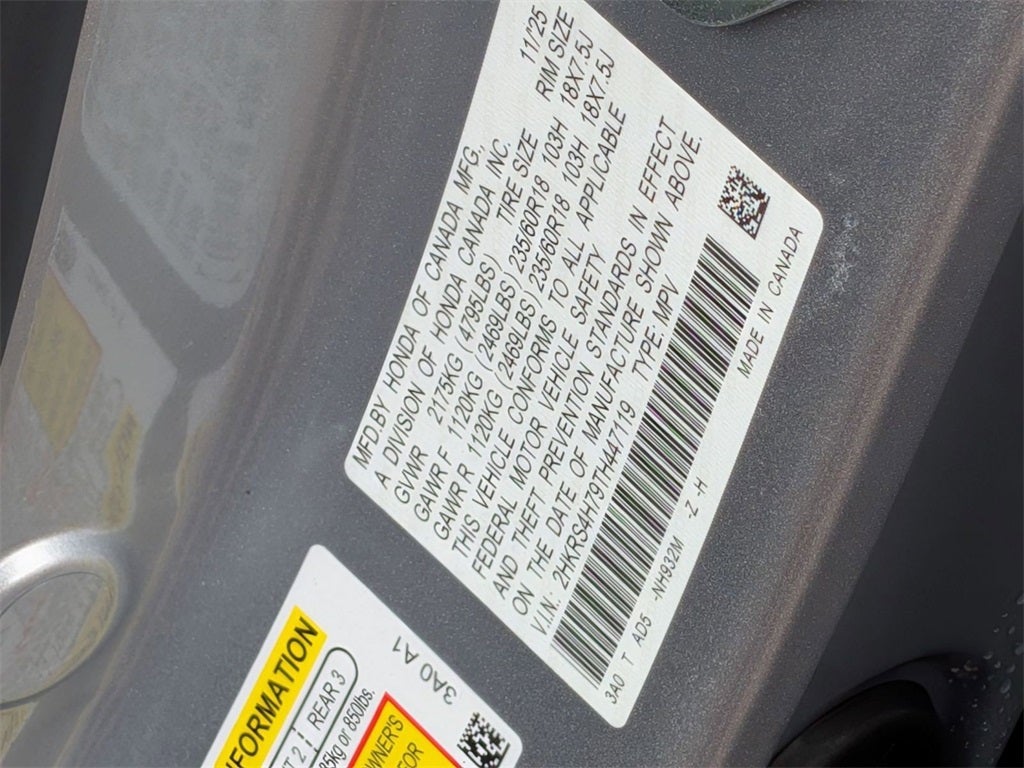 MFD BY HONDA OF CANADA MFG., 11/25
A DIVISION OF HONDA CANADA INC.
GVWR 2175KG (4795LBS) TIRE SIZE RIM SIZE
GAWR F 1120KG (2469LBS) 235/60R18 103H 18X7.5J
GAWR R 1120KG (2469LBS) 235/60R18 103H 18X7.5J
THIS VEHICLE CONFORMS TO ALL APPLICABLE
FEDERAL MOTOR VEHICLE SAFETY
AND THEFT PREVENTION STANDARDS IN EFFECT
ON THE DATE OF MANUFACTURE SHOWN ABOVE.
V.I.N.: 2HKRS4H79TH447119 TYPE: MPV
3A0 T AD5 -NH932M -Z -H MADE IN CANADA
REAR 3
or 850lbs.
3A0 A1
FOR